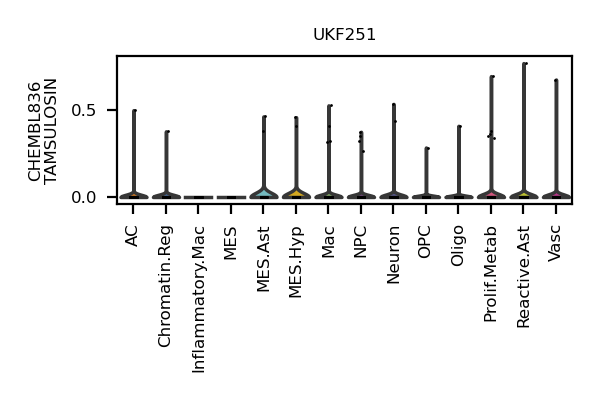 UKF251
CHEMBL836
TAMSULOSIN
0.5
0.0
AC
Chromatin.Reg
Inflammatory.Mac
MES
MES.Ast
MES.Hyp
Mac
NPC
Neuron
OPC
Oligo
Prolif.Metab
Reactive.Ast
Vasc